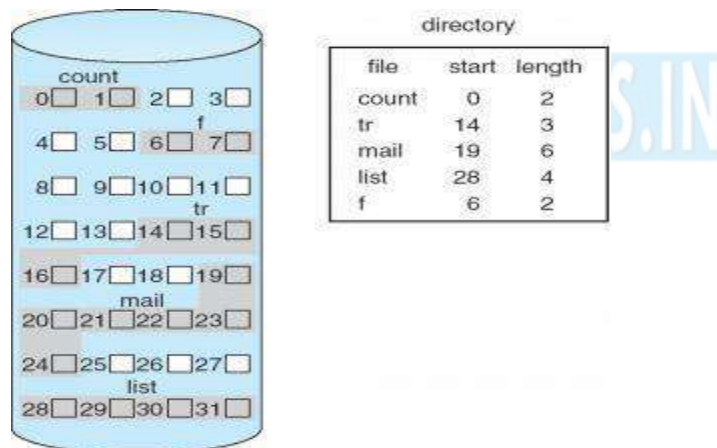 count
0 1 2 3
f
4 5 6 7
8 9 10 11
tr
12 13 14 15
16 17 18 19
mail
20 21 22 23
24 25 26 27
list
28 29 30 31
directory
file start length
count 0 2
tr 14 3
mail 19 6
list 28 4
f 6 2
S.IN